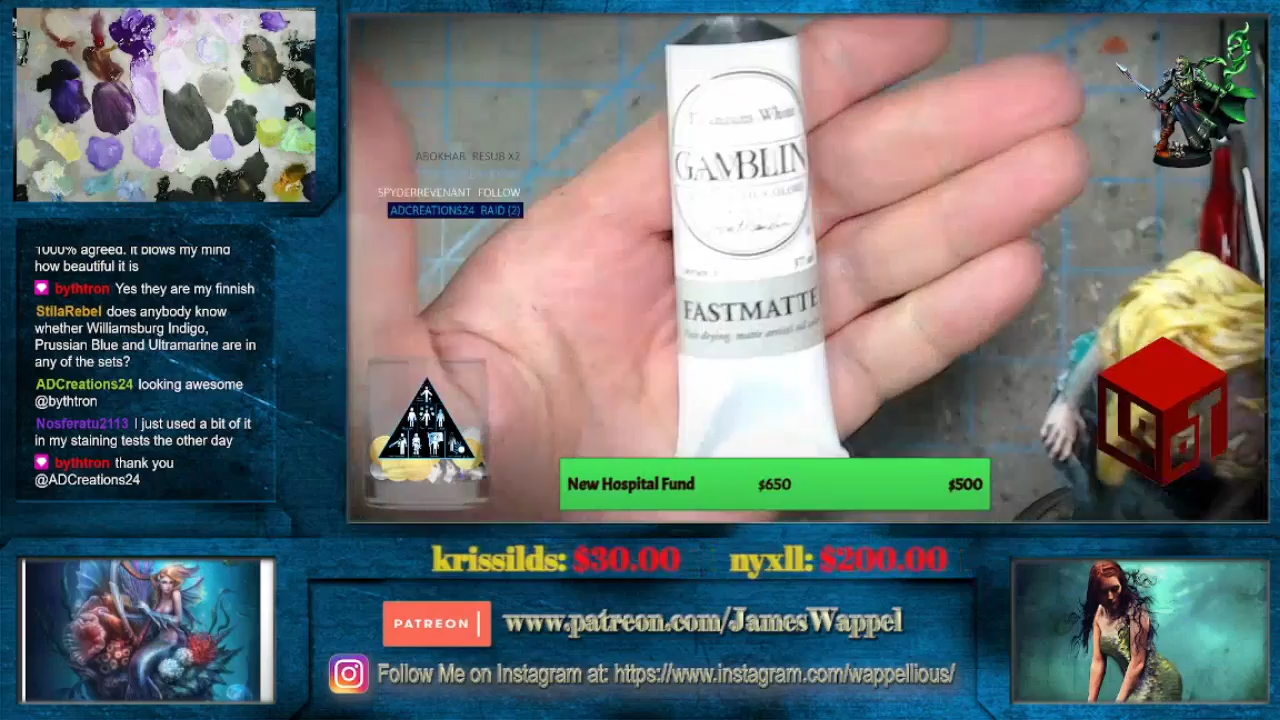 1000% agreed. it blows my mind
how beautiful it is
bythtron Yes they are my finnish
StilaRebel does anybody know
whether Williamsburg Indigo,
Prussian Blue and Ultramarine are in
any of the sets?
ADCreations24 looking awesome
@bythtron
Nosferatu2113 I just used a bit of it
in my staining tests the other day
bythtron thank you
@ADCreations24
ABOKHAR RESUB X2
SPYDERREVENANT FOLLOW
ADCREATIONS24 RAID (2)
GAMBLIN
FASTMATTE
New Hospital Fund $650 $500
krissilds: $30.00 nyxll: $200.00
PATREON
www.patreon.com/JamesWappel
Follow Me on Instagram at: https://www.instagram.com/wappellious/